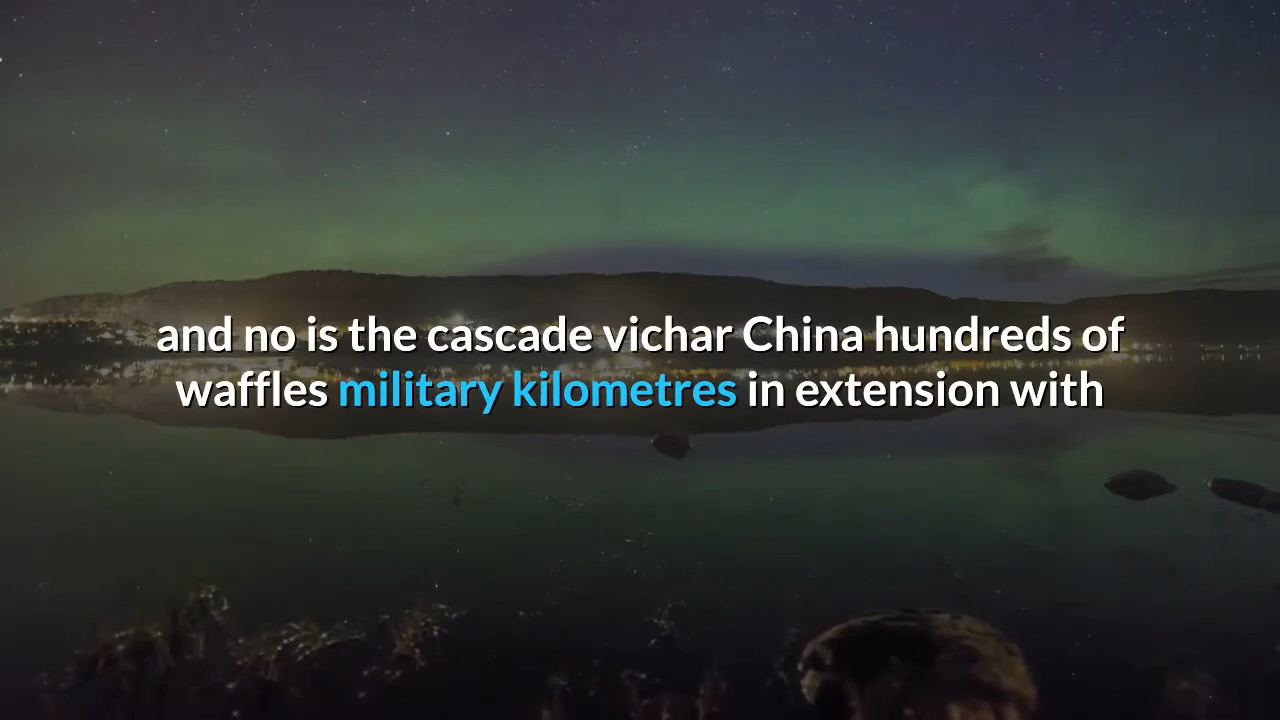 and no is the cascade vichar China hundreds of
waffles military kilometres in extension with